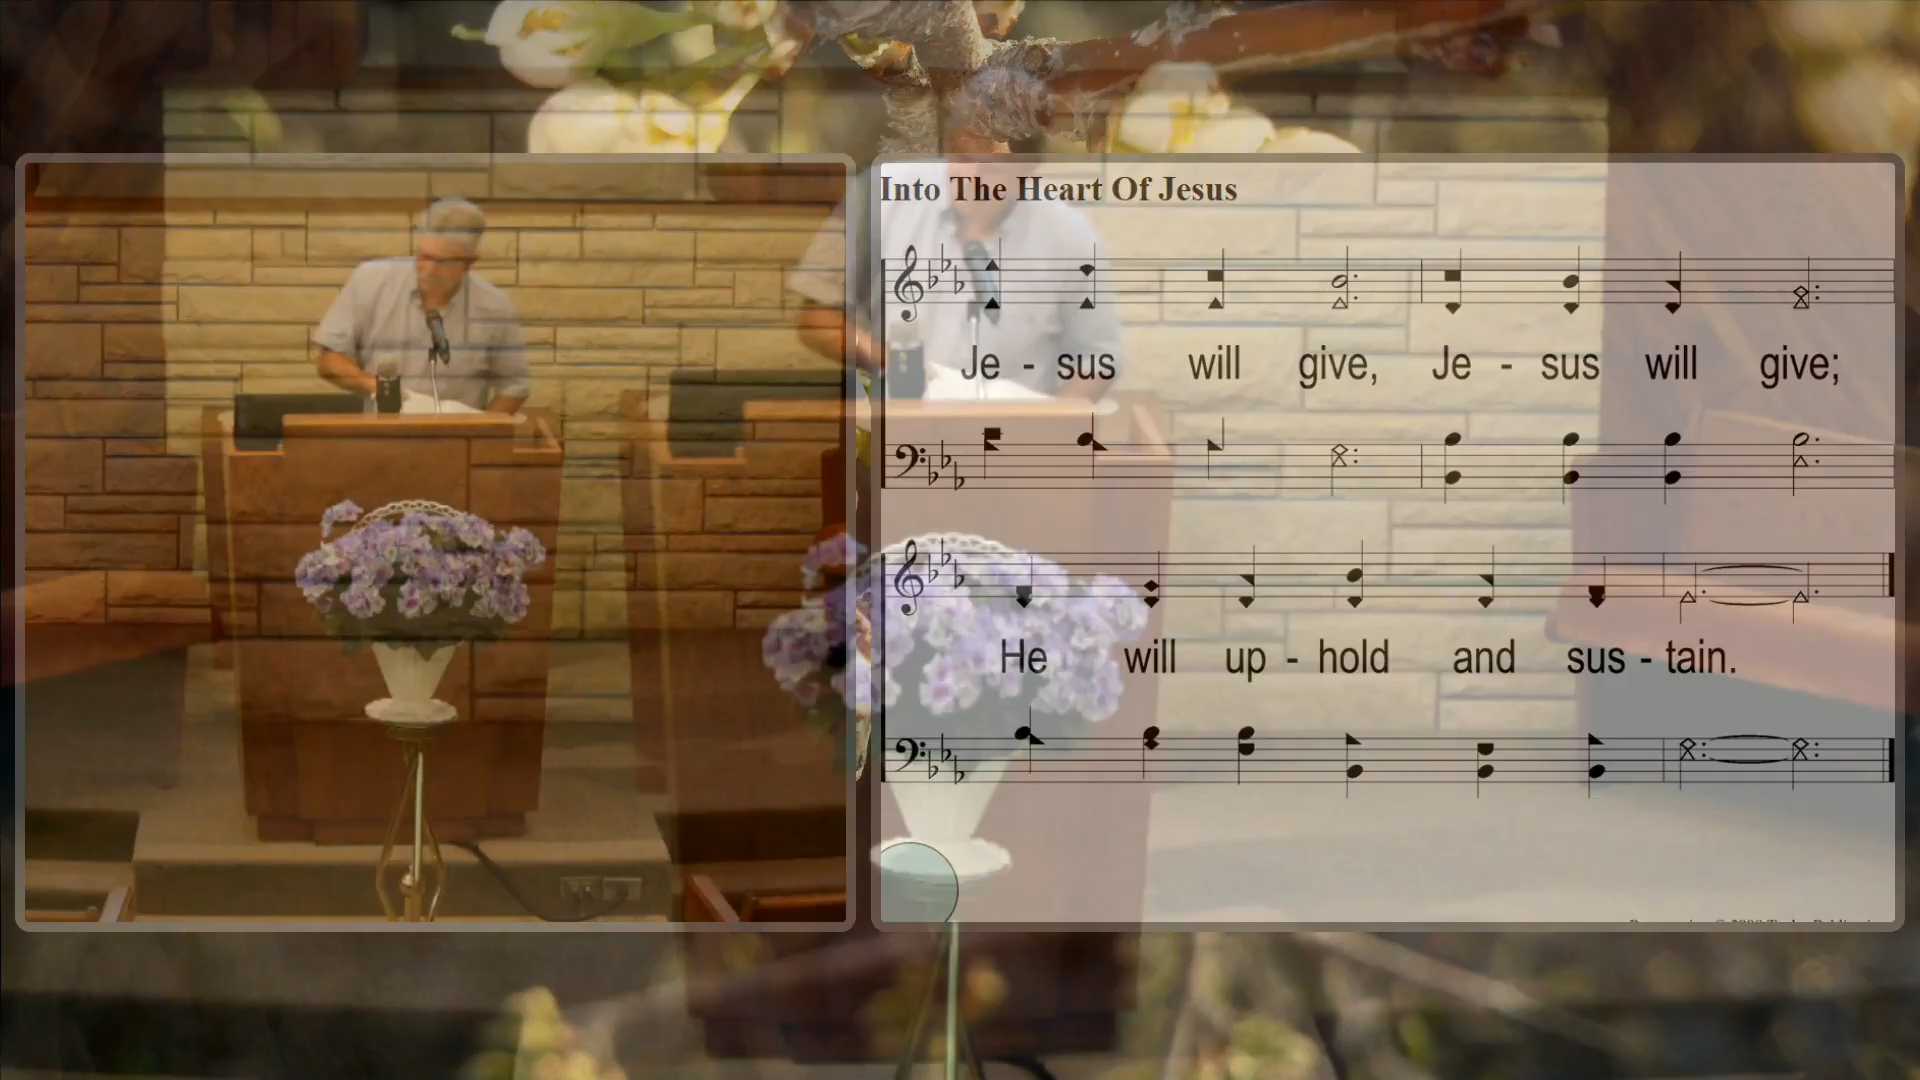 Into The Heart Of Jesus
Je - sus will give, Je - sus will give;
He will up - hold and sus - tain.